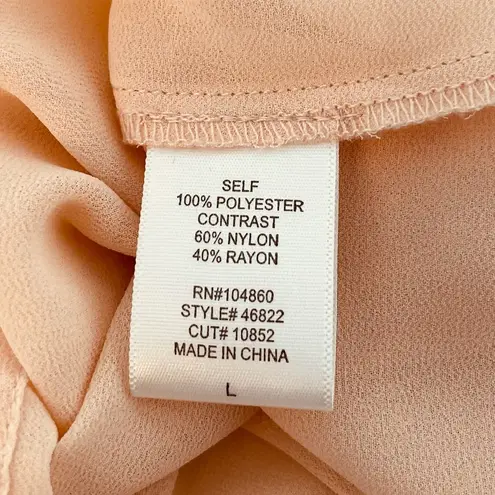 SELF
100% POLYESTER
CONTRAST
60% NYLON
40% RAYON
RN#104860
STYLE# 46822
CUT# 10852
MADE IN CHINA
L